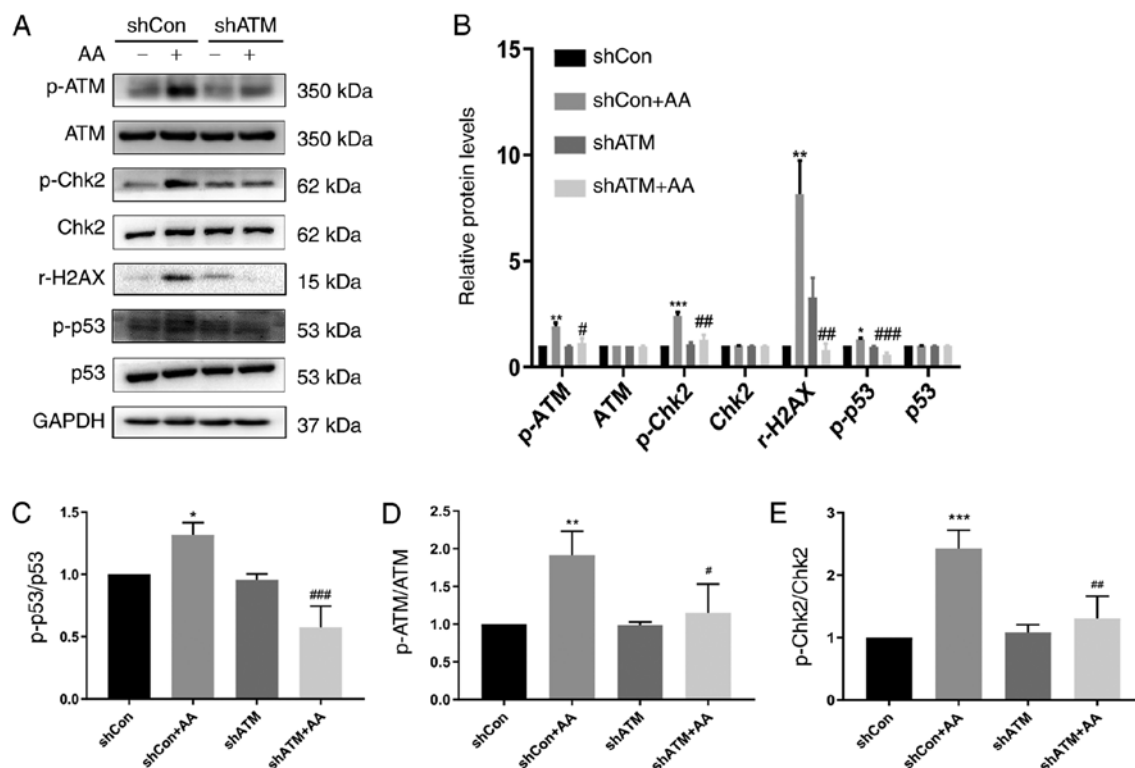 A
shCon shATM
AA − + − +
p-ATM 350 kDa
ATM 350 kDa
p-Chk2 62 kDa
Chk2 62 kDa
r-H2AX 15 kDa
p-p53 53 kDa
p53 53 kDa
GAPDH 37 kDa
B
Relative protein levels
15
10
5
0
shCon
shCon+AA
shATM
shATM+AA
** # *** ## ** ## * ###
p-ATM ATM p-Chk2 Chk2 r-H2AX p-p53 p53
C
p-p53/p53
1.5
1.0
0.5
0.0
* ###
shCon shCon+AA shATM shATM+AA
D
p-ATM/ATM
2.5
2.0
1.5
1.0
0.5
0.0
** #
shCon shCon+AA shATM shATM+AA
E
p-Chk2/Chk2
3
2
1
0
*** ##
shCon shCon+AA shATM shATM+AA